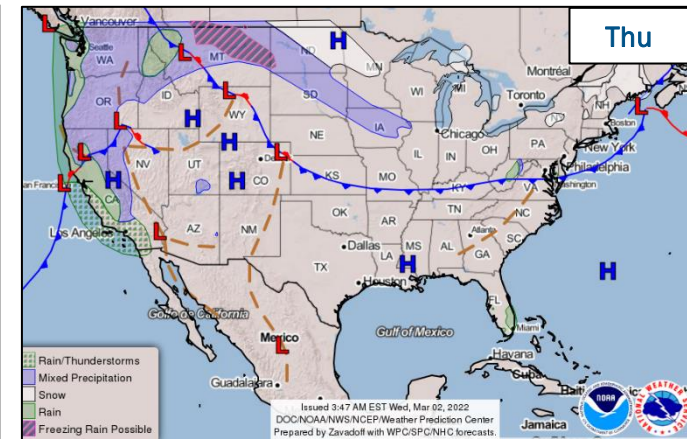 Thu
Vancouver
Seattle
WA
MT
ND
MN
Montréal
OR
ID
SD
WI
MI
Toronto
NH
WY
Boston
IA
Chicago
New York
NE
PA
NV
UT
IL
IN
OH
Philadelphia
San Franc
CO
KS
MO
KY
VA
Washington
CA
Los Angeles
AZ
NM
OK
AR
TN
NC
Atlanta
SC
Dallas
MS
AL
GA
TX
LA
Houston
FL
Golfo de California
Miami
Mexico
Gulf of Mexico
Havana
Cuba
Guadalajara
Jamaica
H
H
H
H
H
H
H
L
L
L
L
L
L
L
L
L
L
L
Rain/Thunderstorms
Mixed Precipitation
Snow
Rain
Freezing Rain Possible
Issued 3:47 AM EST Wed, Mar 02, 2022
DOC/NOAA/NWS/NCEP/Weather Prediction Center
Prepared by Zavadoff with WPC/SPC/NHC forecasts.
NOAA